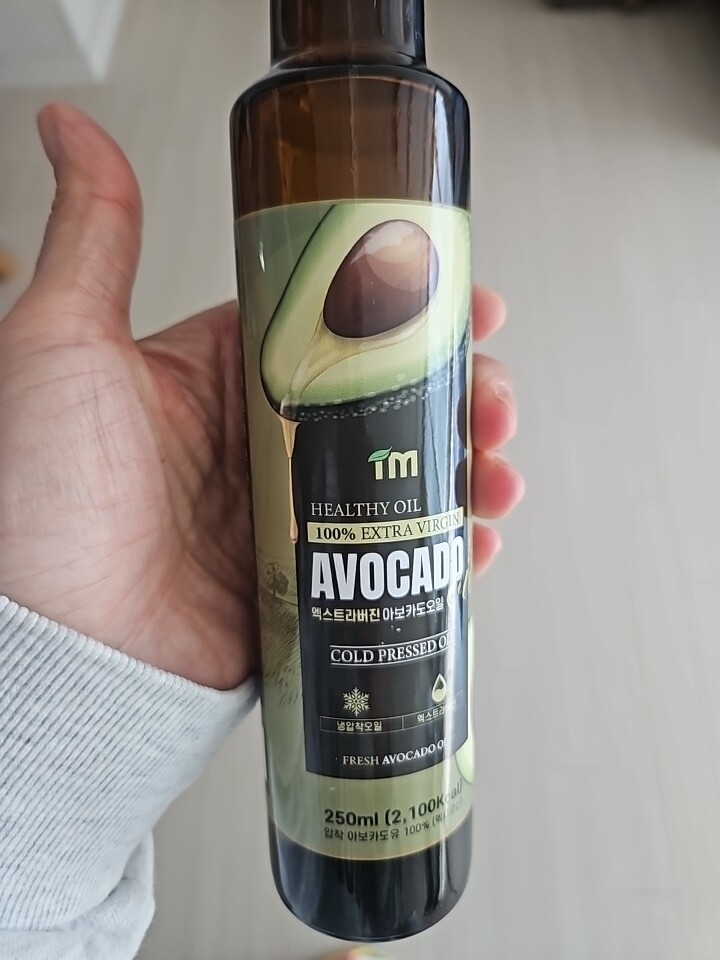 im
HEALTHY OIL
100% EXTRA VIRGIN
AVOCADO
엑스트라버진 아보카도오일
COLD PRESSED
냉압착오일
FRESH AVOCADO
250ml (2,100Kcal)
압착 아보카도유 100%